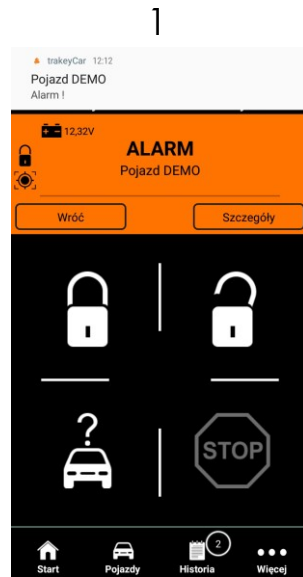 1
trakeyCar 12:12
Pojazd DEMO
Alarm !
12,32V
ALARM
Pojazd DEMO
Wróć
Szczegóły
?
STOP
2
Start
Pojazdy
Historia
Więcej